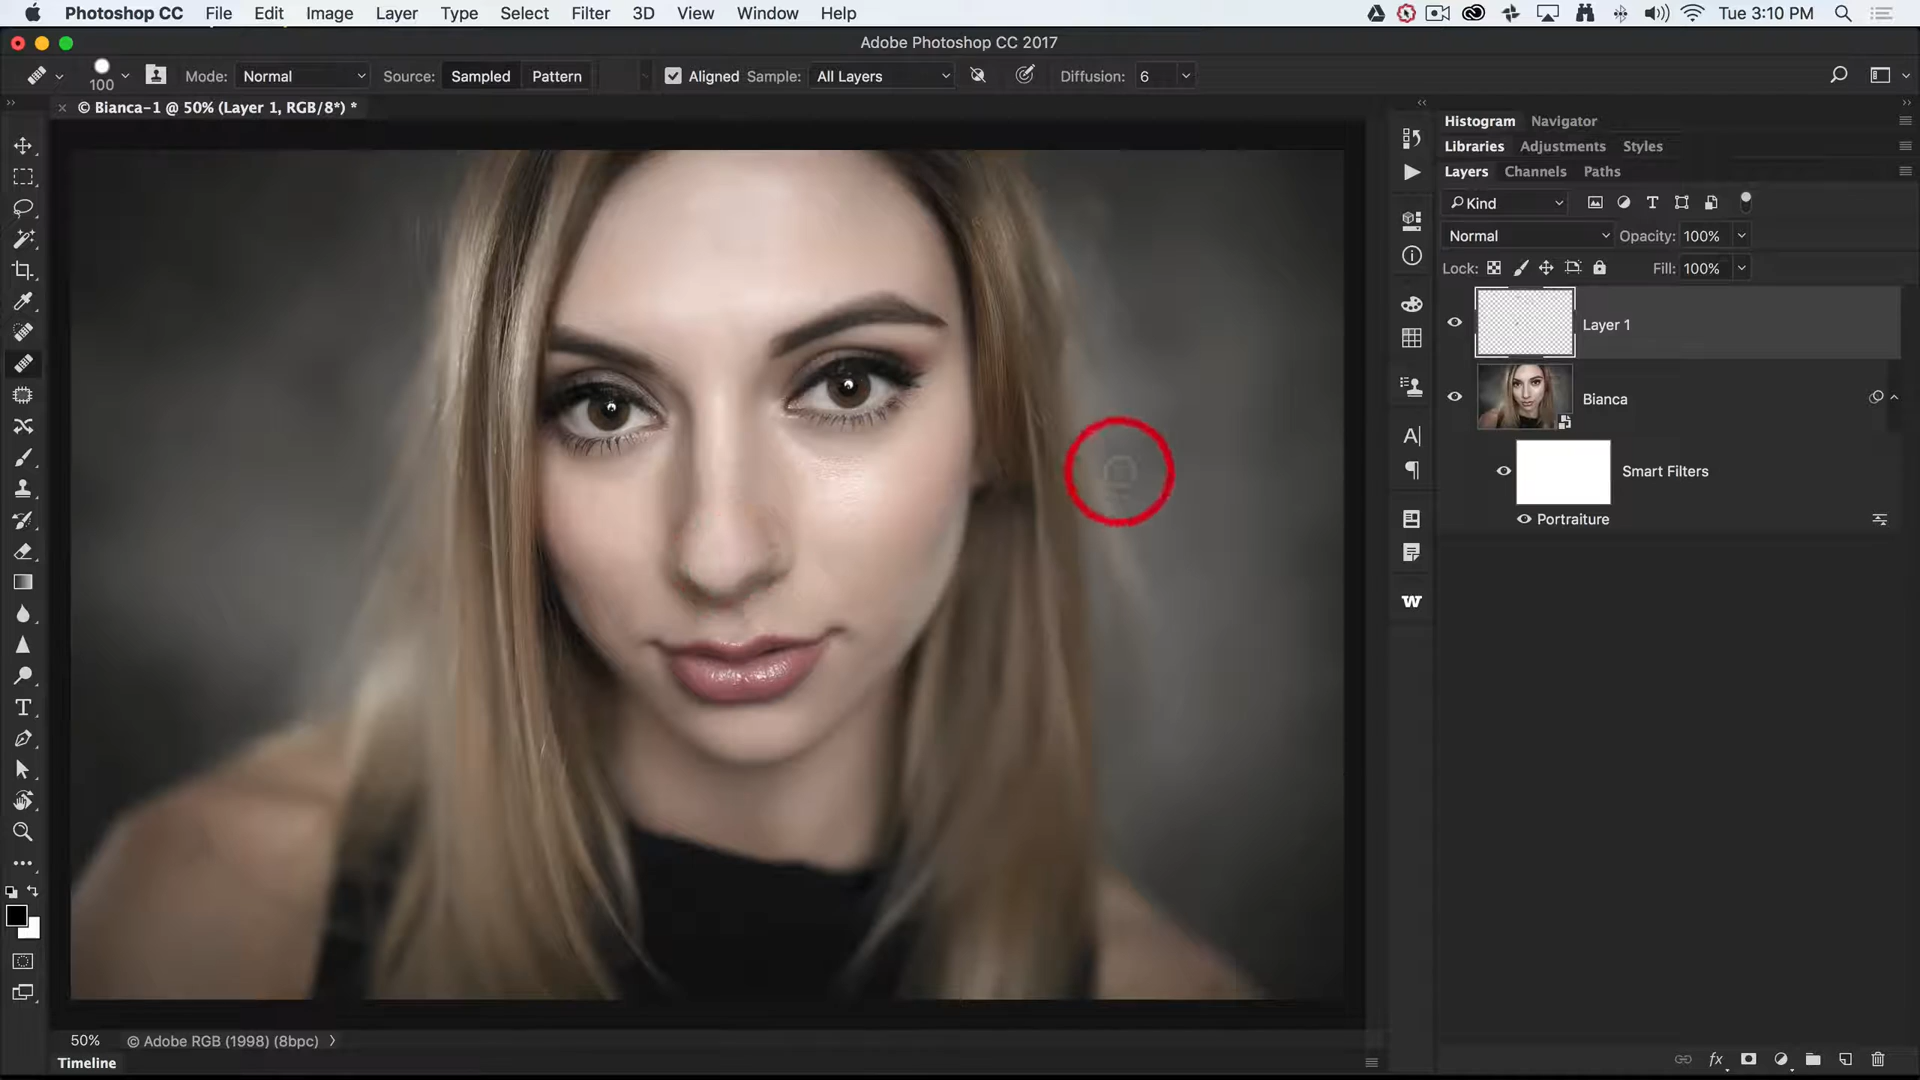 Photoshop CC File Edit Image Layer Type Select Filter 3D View Window Help Tue 3:10 PM
Adobe Photoshop CC 2017
100 Mode: Normal Source: Sampled Pattern Aligned Sample: All Layers Diffusion: 6
© Bianca-1 @ 50% (Layer 1, RGB/8*) *
Histogram Navigator
Libraries Adjustments Styles
Layers Channels Paths
Kind
Normal Opacity: 100%
Lock: Fill: 100%
Layer 1
Bianca
Smart Filters
Portraiture
50% © Adobe RGB (1998) (8bpc)
Timeline